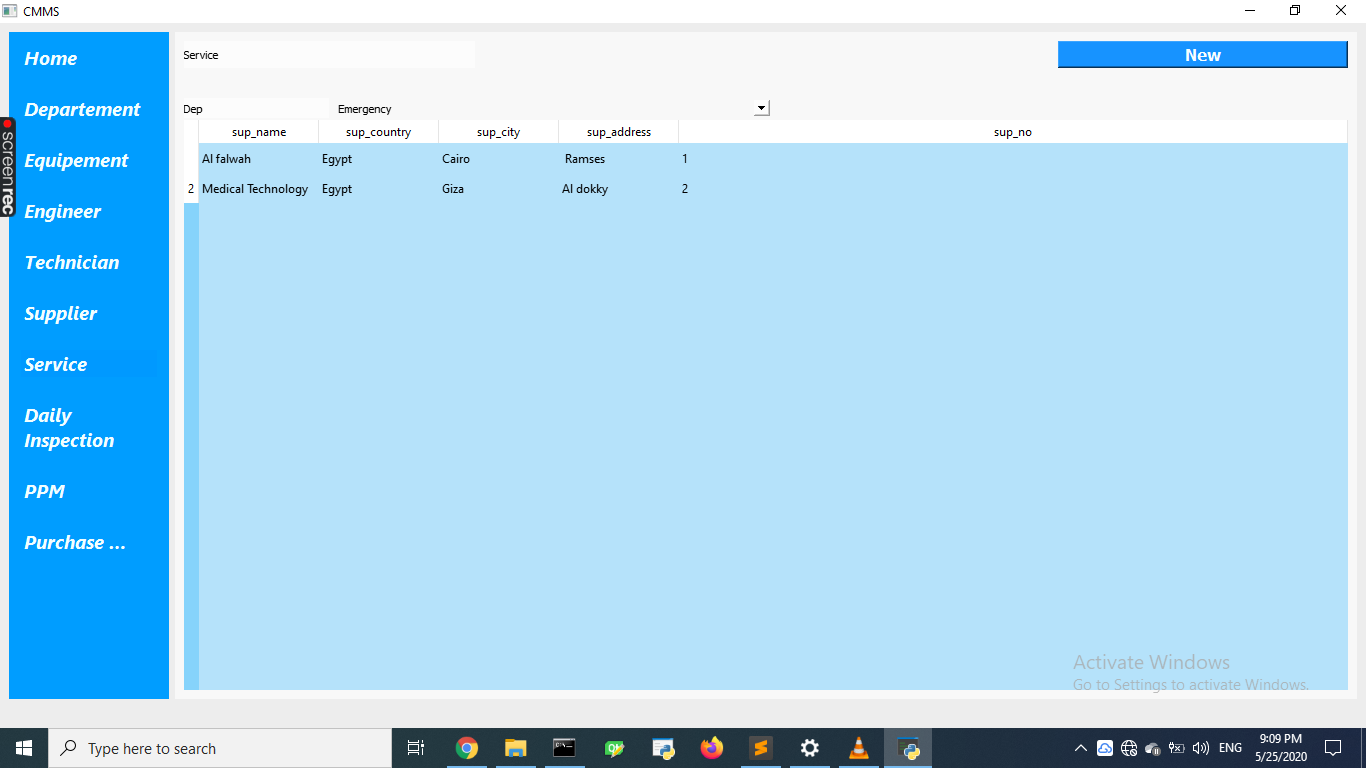 CMMS
Home
Departement
Equipement
Engineer
Technician
Supplier
Service
Daily
Inspection
PPM
Purchase ...
screenrec
Service
New
Dep Emergency
sup_name sup_country sup_city sup_address sup_no
Al falwah Egypt Cairo Ramses 1
2 Medical Technology Egypt Giza Al dokky 2
Activate Windows
Go to Settings to activate Windows.
Type here to search
ENG
9:09 PM
5/25/2020